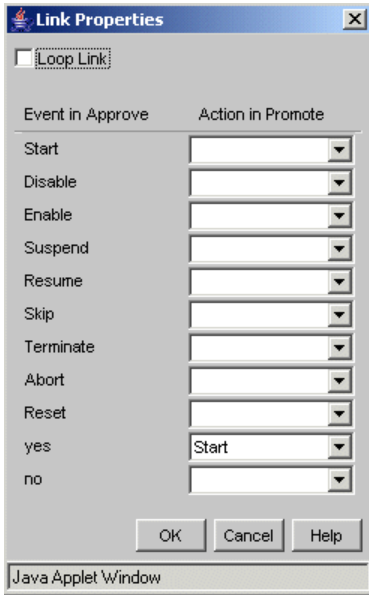 Link Properties
Loop Link
Event in Approve Action in Promote
Start
Disable
Enable
Suspend
Resume
Skip
Terminate
Abort
Reset
yes Start
no
OK Cancel Help
Java Applet Window